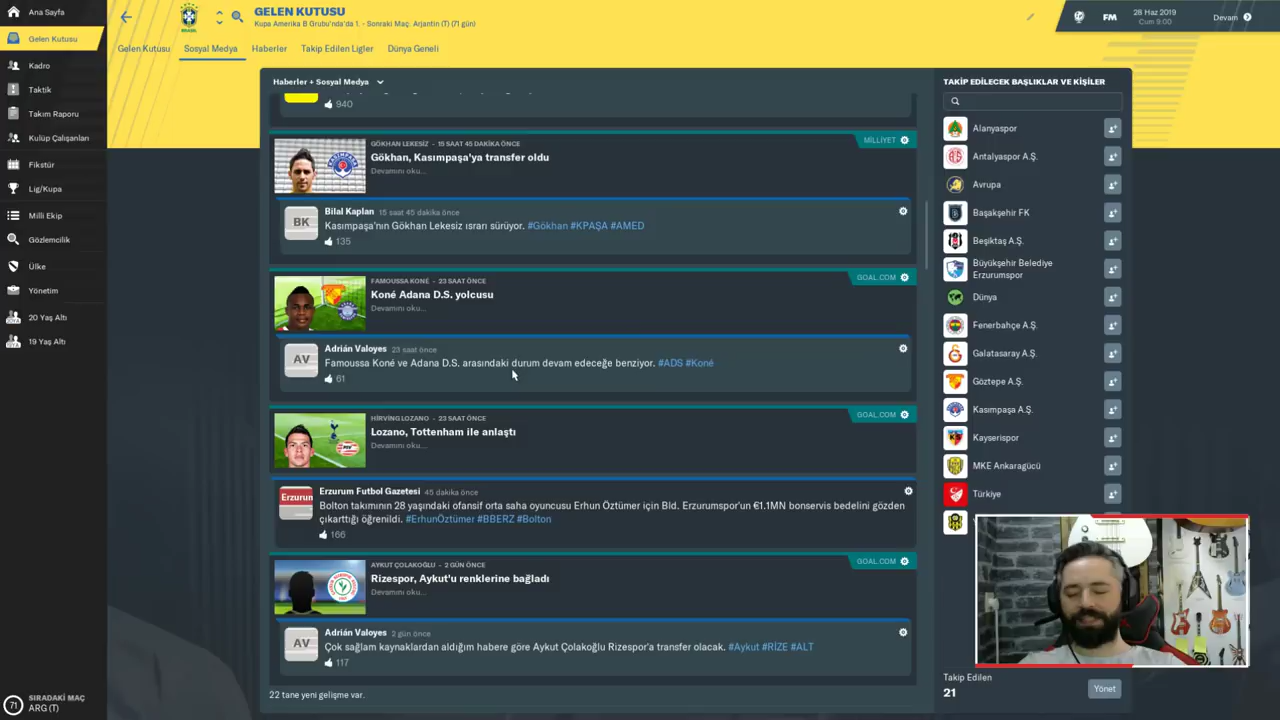 Ana Sayfa
Gelen Kutusu
Kadro
Taktik
Takım Raporu
Kulüp Çalışanları
Fikstür
Lig/Kupa
Milli Ekip
Gözlemcilik
Ülke
Yönetim
20 Yaş Altı
19 Yaş Altı
71
SIRADAKİ MAÇ
ARG (T)
BRASIL
GELEN KUTUSU
Kupa Amerika B Grubu'nda'da 1. - Sonraki Maç: Arjantin (T) (71 gün)
FM
28 Haz 2019
Cum 9:00
Devam
Gelen Kutusu
Sosyal Medya
Haberler
Takip Edilen Ligler
Dünya Geneli
Haberler + Sosyal Medya
940
GÖKHAN LEKESİZ - 15 SAAT 45 DAKİKA ÖNCE
MİLLİYET
Gökhan, Kasımpaşa'ya transfer oldu
Devamını oku...
BK
Bilal Kaplan 15 saat 45 dakika önce
Kasımpaşa'nın Gökhan Lekesiz ısrarı sürüyor. #Gökhan #KPAŞA #AMED
135
FAMOUSSA KONÉ - 23 SAAT ÖNCE
GOAL.COM
Koné Adana D.S. yolcusu
Devamını oku...
AV
Adrián Valoyes 23 saat önce
Famoussa Koné ve Adana D.S. arasındaki durum devam edeceğe benziyor. #ADS #Koné
61
HİRVİNG LOZANO - 23 SAAT ÖNCE
GOAL.COM
Lozano, Tottenham ile anlaştı
Devamını oku...
Erzurum
Erzurum Futbol Gazetesi 45 dakika önce
Bolton takımının 28 yaşındaki ofansif orta saha oyuncusu Erhun Öztümer için Bld. Erzurumspor'un €1.1MN bonservis bedelini gözden
çıkarttığı öğrenildi. #ErhunÖztümer #BBERZ #Bolton
166
AYKUT ÇOLAKOĞLU - 2 GÜN ÖNCE
GOAL.COM
Rizespor, Aykut'u renklerine bağladı
Devamını oku...
AV
Adrián Valoyes 2 gün önce
Çok sağlam kaynaklardan aldığım habere göre Aykut Çolakoğlu Rizespor'a transfer olacak. #Aykut #RİZE #ALT
117
22 tane yeni gelişme var.
TAKİP EDİLECEK BAŞLIKLAR VE KİŞİLER
Alanyaspor
Antalyaspor A.Ş.
Avrupa
Başakşehir FK
Beşiktaş A.Ş.
Büyükşehir Belediye
Erzurumspor
Dünya
Fenerbahçe A.Ş.
Galatasaray A.Ş.
Göztepe A.Ş.
Kasımpaşa A.Ş.
Kayserispor
MKE Ankaragücü
Türkiye
Takip Edilen
21
Yönet